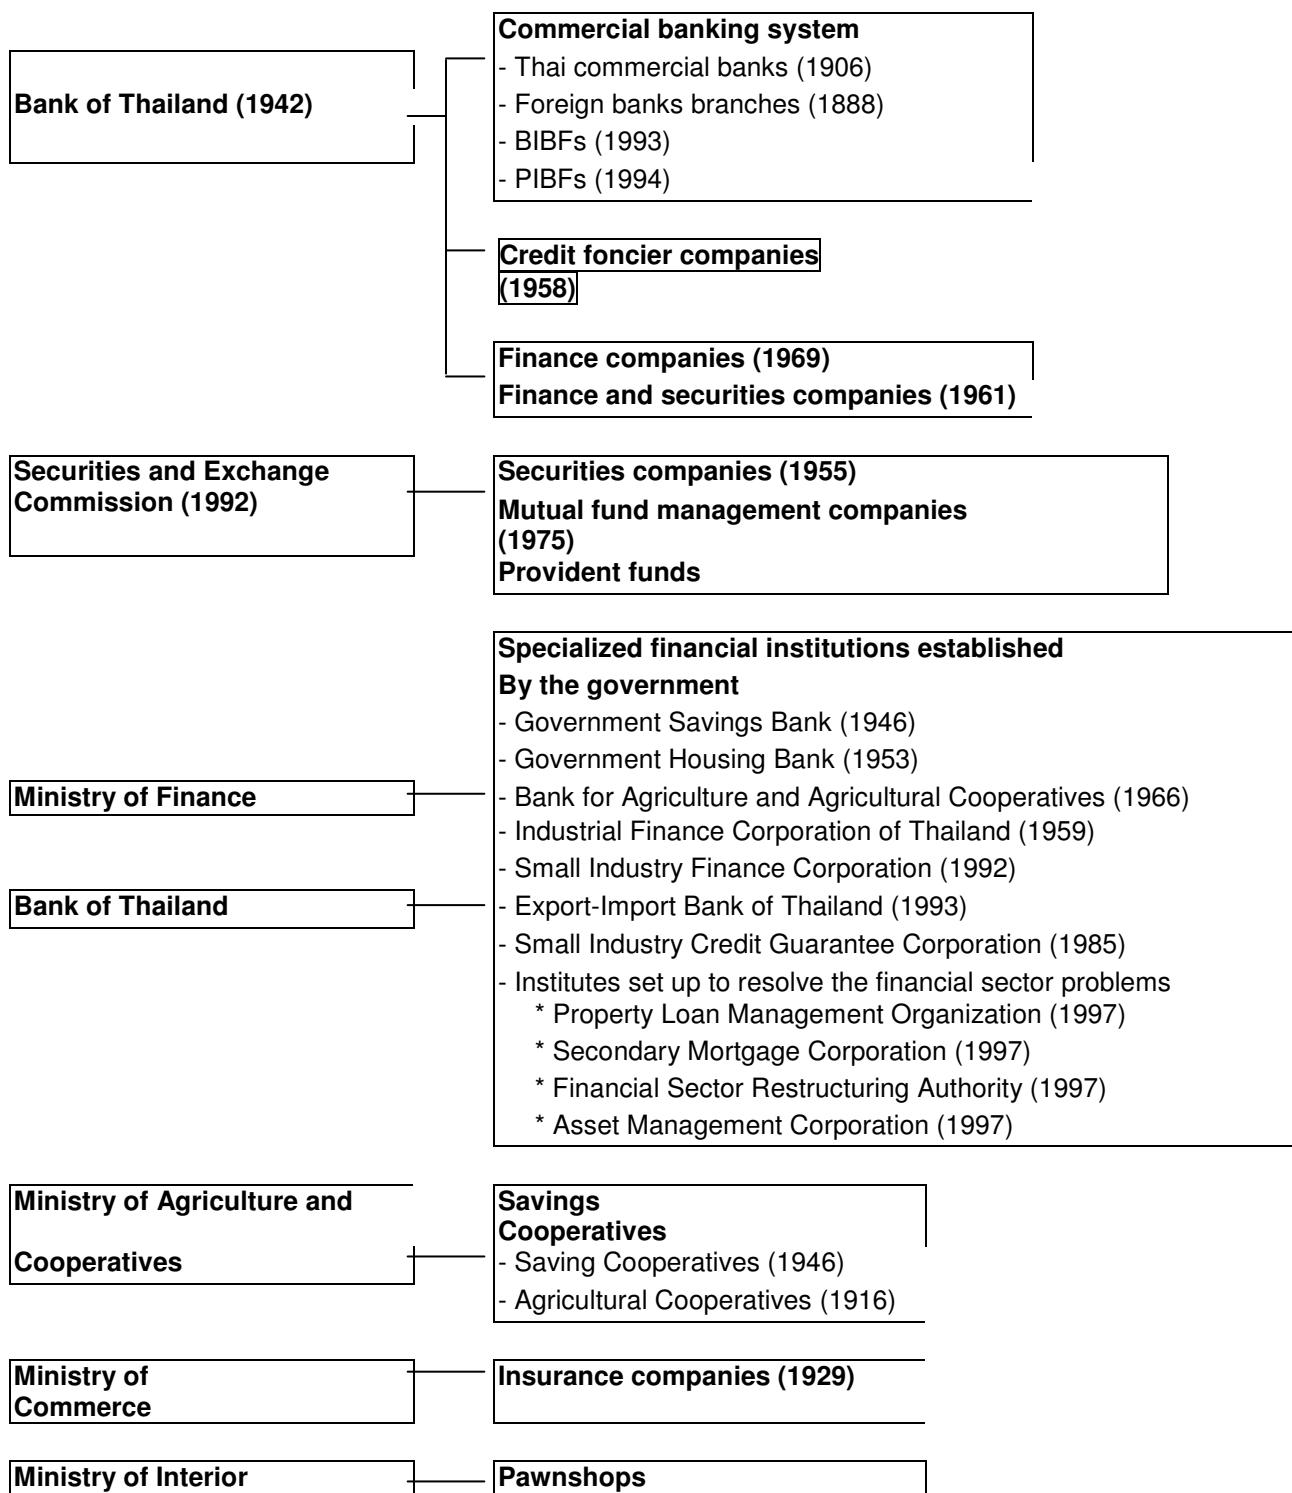 Commercial banking system
Bank of Thailand (1942)
- Thai commercial banks (1906)
- Foreign banks branches (1888)
- BIBFs (1993)
- PIBFs (1994)
Credit foncier companies
(1958)
Finance companies (1969)
Finance and securities companies (1961)
Securities and Exchange
Commission (1992)
Securities companies (1955)
Mutual fund management companies
(1975)
Provident funds
Specialized financial institutions established
By the government
- Government Savings Bank (1946)
- Government Housing Bank (1953)
Ministry of Finance
- Bank for Agriculture and Agricultural Cooperatives (1966)
- Industrial Finance Corporation of Thailand (1959)
- Small Industry Finance Corporation (1992)
Bank of Thailand
- Export-Import Bank of Thailand (1993)
- Small Industry Credit Guarantee Corporation (1985)
- Institutes set up to resolve the financial sector problems
* Property Loan Management Organization (1997)
* Secondary Mortgage Corporation (1997)
* Financial Sector Restructuring Authority (1997)
* Asset Management Corporation (1997)
Ministry of Agriculture and
Cooperatives
Savings
Cooperatives
- Saving Cooperatives (1946)
- Agricultural Cooperatives (1916)
Ministry of
Commerce
Insurance companies (1929)
Ministry of Interior
Pawnshops